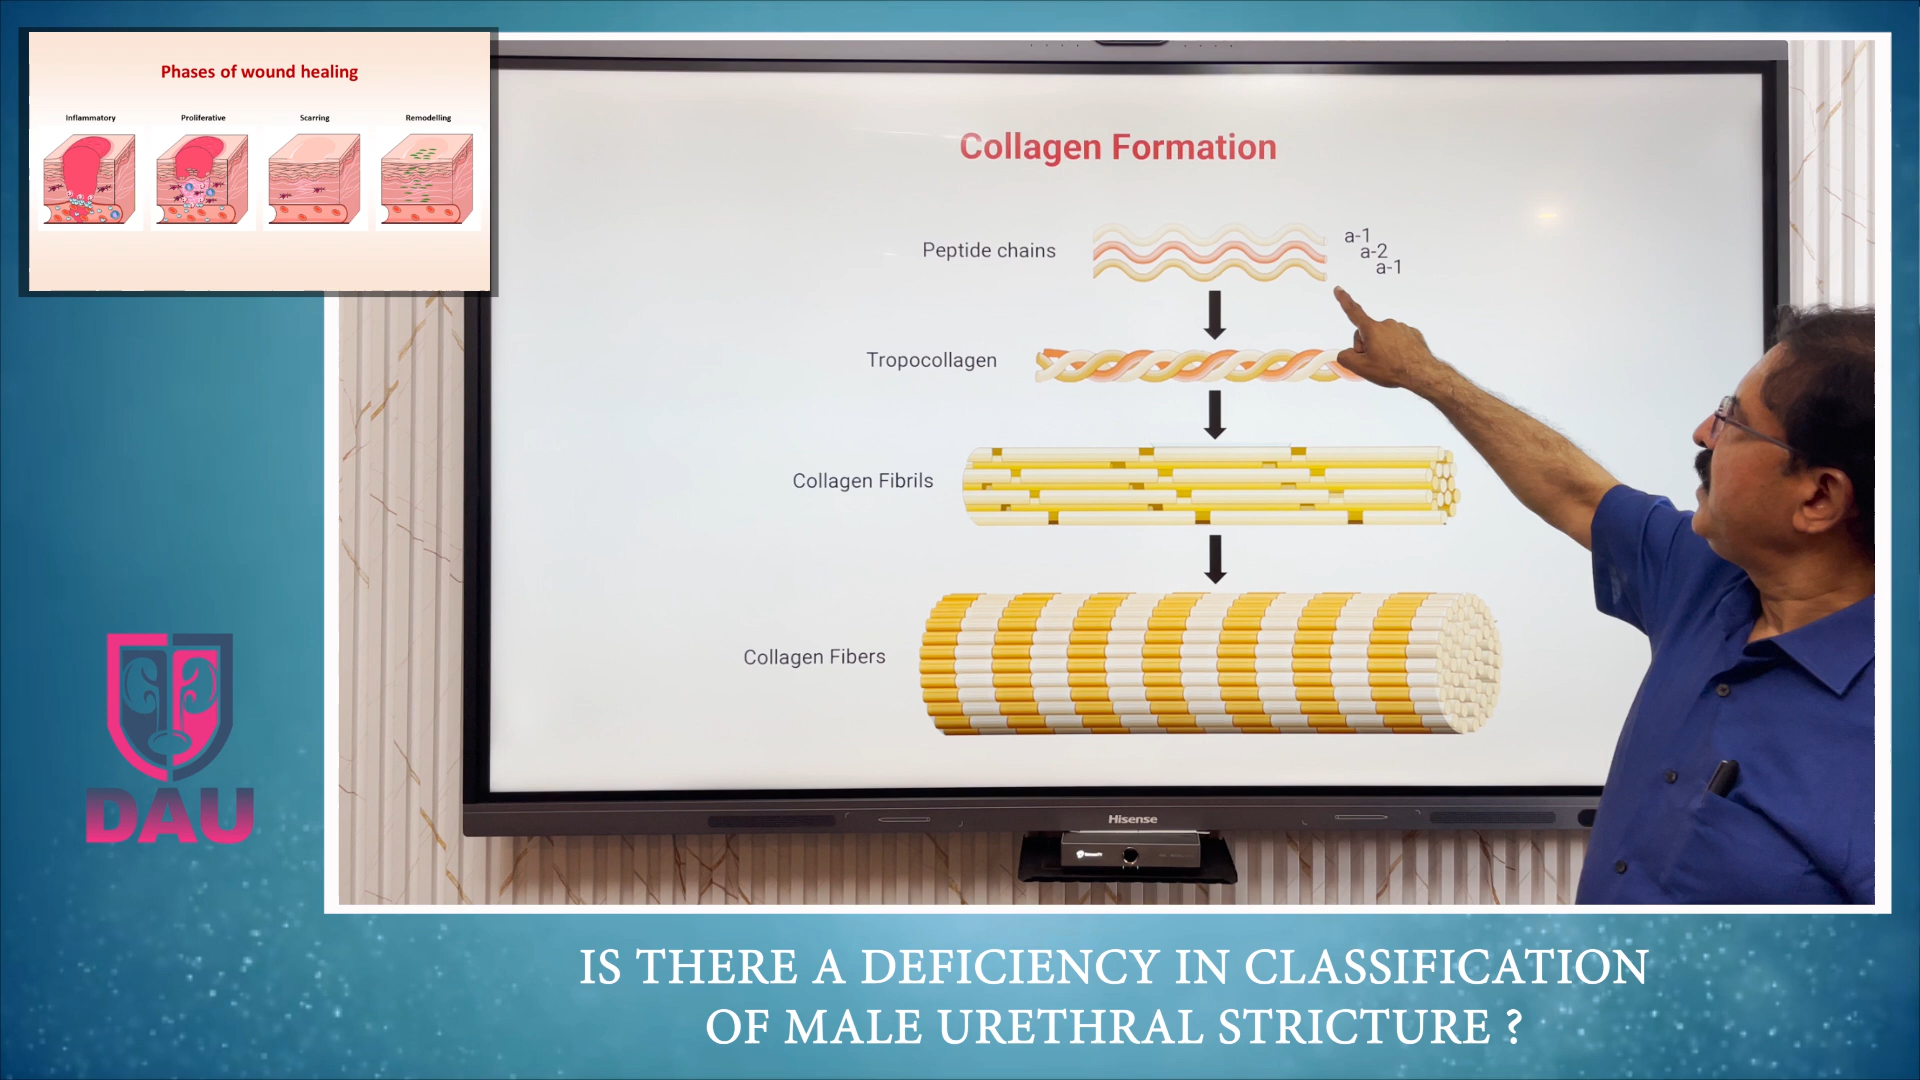 Phases of wound healing
Inflammatory Proliferative Scarring Remodelling
Collagen Formation
Peptide chains
a-1
a-2
a-1
Tropocollagen
Collagen Fibrils
Collagen Fibers
Hisense
DAU
IS THERE A DEFICIENCY IN CLASSIFICATION
OF MALE URETHRAL STRICTURE ?